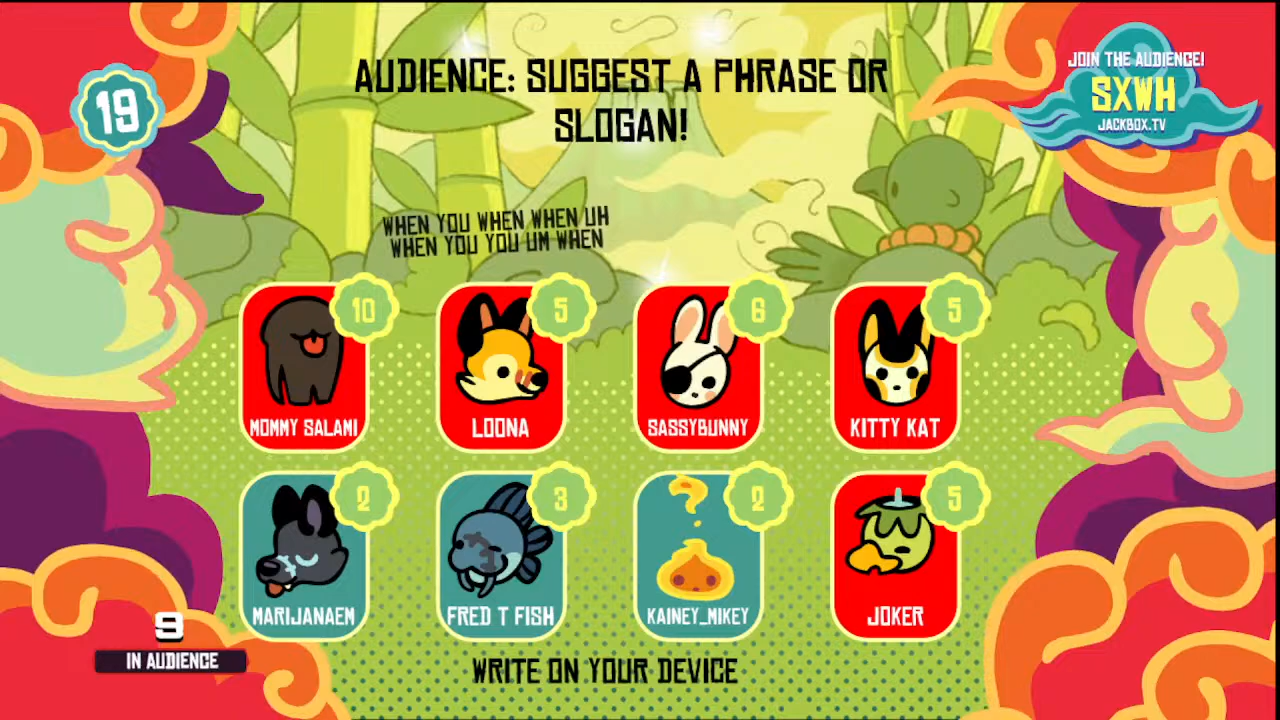 JOIN THE AUDIENCE!
SXWH
JACKBOX.TV
19
AUDIENCE: SUGGEST A PHRASE OR
SLOGAN!
WHEN YOU WHEN WHEN UH
WHEN YOU YOU UM WHEN
10
5
6
5
MOMMY SALAMI
LOONA
SASSYBUNNY
KITTY KAT
2
3
2
5
MARIJANAEM
FRED T FISH
KAINEY_MIKEY
JOKER
9
IN AUDIENCE
WRITE ON YOUR DEVICE